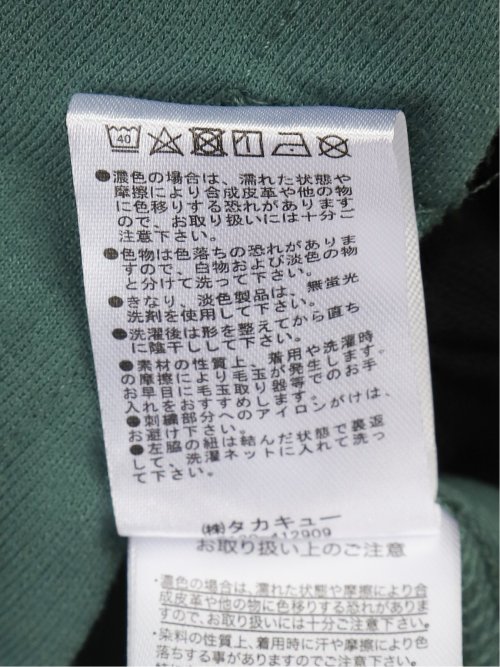 40
●濃色の場合は、濡れた状態や
摩擦により合成皮革や他の物
に色移りする恐れがあります
ので、お取り扱いには十分ご
注意下さい。
●色物は色落ちの恐れがありま
すので、白物および淡色の物
と分けて洗って下さい。
●きなり、淡色製品は、無蛍光
洗剤を使用して下さい。
●洗濯後は形を整えてから直ち
に陰干しして下さい。
●素材の性質上、着用や洗濯時
の摩擦により毛玉が発生します。
お早目に毛玉取り器等でのお手
入れをおすすめします。
●刺繍部分へのアイロンがけは、
お避け下さい。
●左脇の紐は結んだ状態で裏返
して、洗濯ネットに入れて洗っ
て下さい。
㈱タカキュー
412909
お取り扱い上のご注意
・濃色の場合は、濡れた状態や摩擦により合
成皮革や他の物に色移りする恐れがあります
ので、お取り扱いには十分ご注意下さい。
・染料の性質上、着用時に汗や摩擦により色